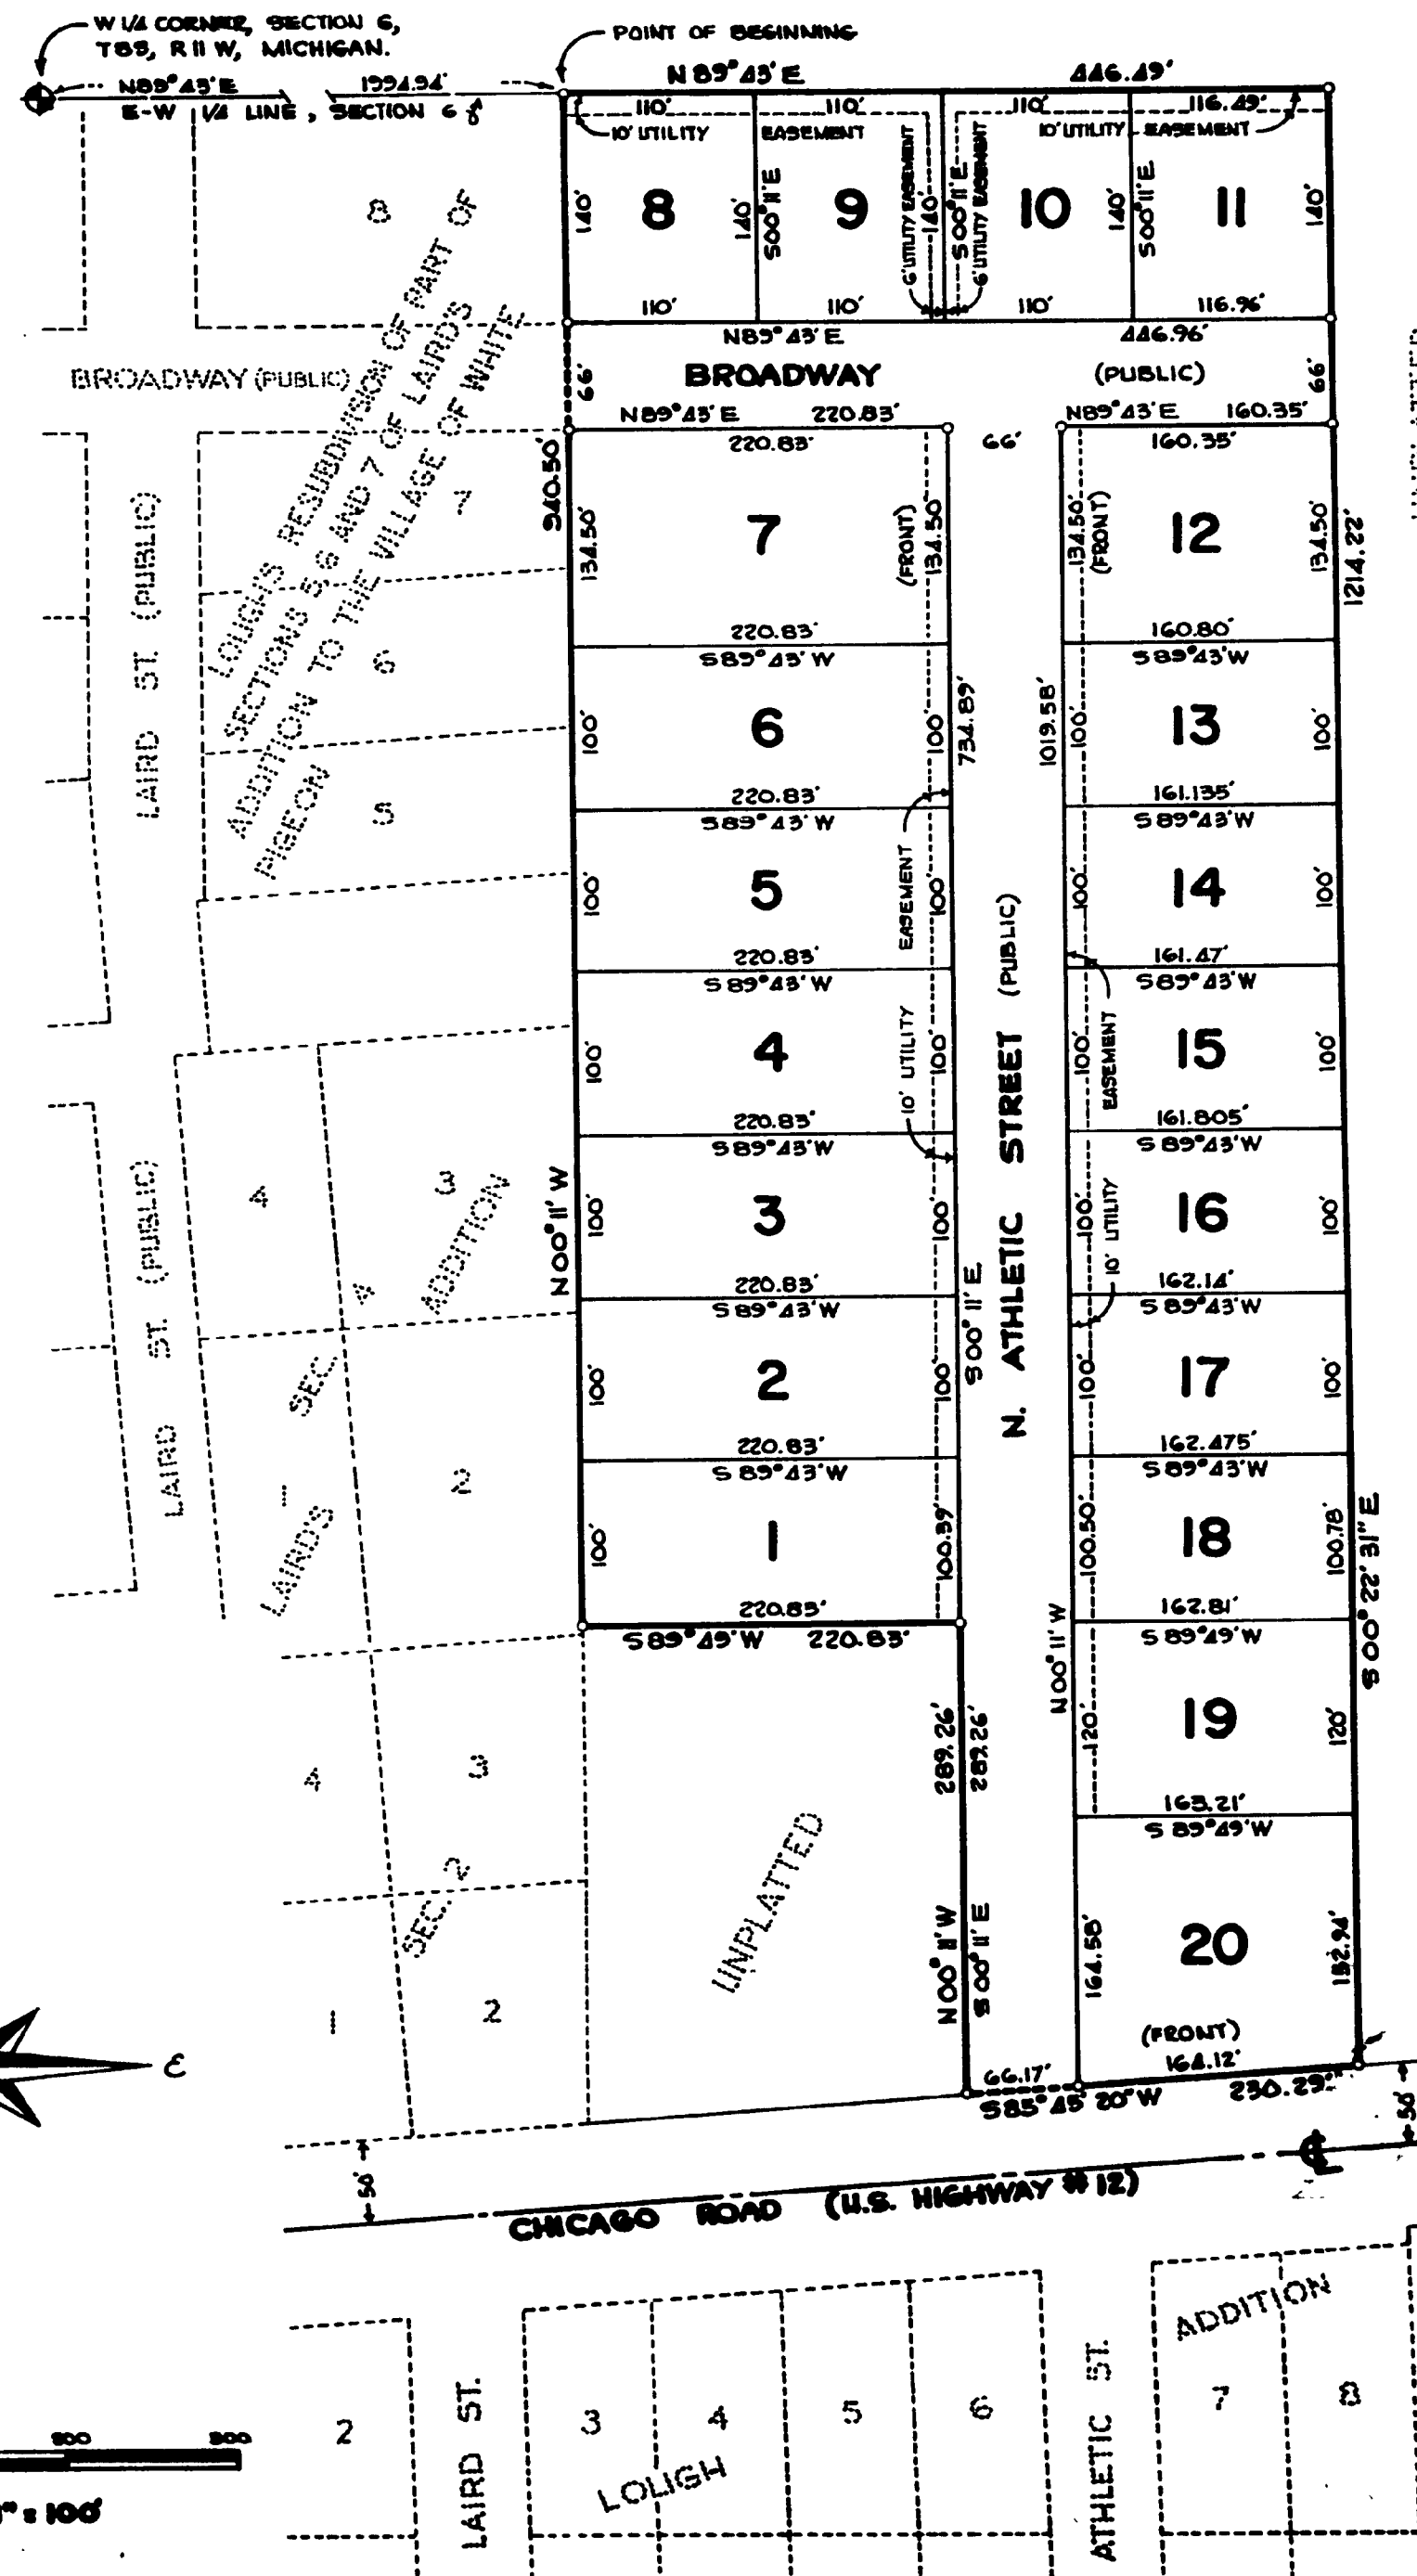 W 1/4 CORNER, SECTION 6,
T8S, R11W, MICHIGAN.
POINT OF BEGINNING
N89°43'E 1994.94'
E-W 1/4 LINE, SECTION 6
N89°43'E 446.49'
110' 110' 110' 116.49'
10' UTILITY EASEMENT 10' UTILITY EASEMENT
8 9 10 11
140' 140' 140' 140' 140'
S00°11'E S00°11'E S00°11'E
6' UTILITY EASEMENT 6' UTILITY EASEMENT
110' 110' 110' 116.96'
N89°43'E 446.96'
BROADWAY (PUBLIC) BROADWAY (PUBLIC)
66' 66'
N89°43'E 220.83' 66' N89°43'E 160.35'
220.83' 160.35'
940.50' 134.50' 7 (FRONT) 134.50' 134.50' (FRONT) 12 134.50' 1214.22'
220.83' 160.80'
S89°43'W S89°43'W
100' 6 100' 734.89' 1019.58' 100' 13 100'
220.83' 161.135'
S89°43'W S89°43'W
100' 5 100' 100' 14 100'
220.83' 161.47'
S89°43'W S89°43'W
100' 4 100' 100' 15 100'
220.83' 161.805'
S89°43'W S89°43'W
100' 3 100' 100' 16 100'
220.83' 162.14'
S89°43'W S89°43'W
100' 2 100' 100' 17 100'
220.83' 162.475'
S89°43'W S89°43'W
100' 1 100.39' 100.50' 18 100.78'
220.83' 162.81'
S89°49'W 220.83' S89°49'W
120' 19 120'
163.21'
S89°49'W
164.58' 20 152.94'
(FRONT)
164.12'
66.17' 230.29'
S85°45'20"W
N00°11'W
S00°11'E
N. ATHLETIC STREET (PUBLIC)
10' UTILITY EASEMENT
10' UTILITY EASEMENT
N00°11'W
S00°22'31"E
289.26' 289.26'
N00°11'W
S00°11'E
UNPLATTED
LOUGH'S RESUBDIVISION OF PART OF
SECTIONS 5, 6 AND 7 OF LAIRD'S
ADDITION TO THE VILLAGE OF WHITE
PIGEON
8
7
6
5
LAIRD ST. (PUBLIC)
LAIRD ST. (PUBLIC)
4 3
4
ADDITION
SEC.
1 2
LAIRD'S
4 3
SEC. 2
1 2
E
50' 50'
CHICAGO ROAD (U.S. HIGHWAY #12)
℄
2 LAIRD ST. 3 4 5 6 ATHLETIC ST. 7 8
LOUGH ADDITION
1" = 100'